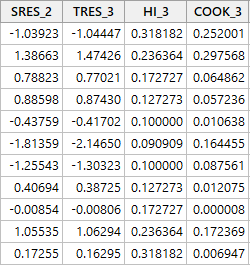 SRES_2 TRES_3 HI_3 COOK_3
-1.03923 -1.04447 0.318182 0.252001
1.38663 1.47426 0.236364 0.297568
0.78823 0.77021 0.172727 0.064862
0.88598 0.87430 0.127273 0.057236
-0.43759 -0.41702 0.100000 0.010638
-1.81359 -2.14650 0.090909 0.164455
-1.25543 -1.30323 0.100000 0.087561
0.40694 0.38725 0.127273 0.012075
-0.00854 -0.00806 0.172727 0.000008
1.05535 1.06294 0.236364 0.172369
0.17255 0.16295 0.318182 0.006947